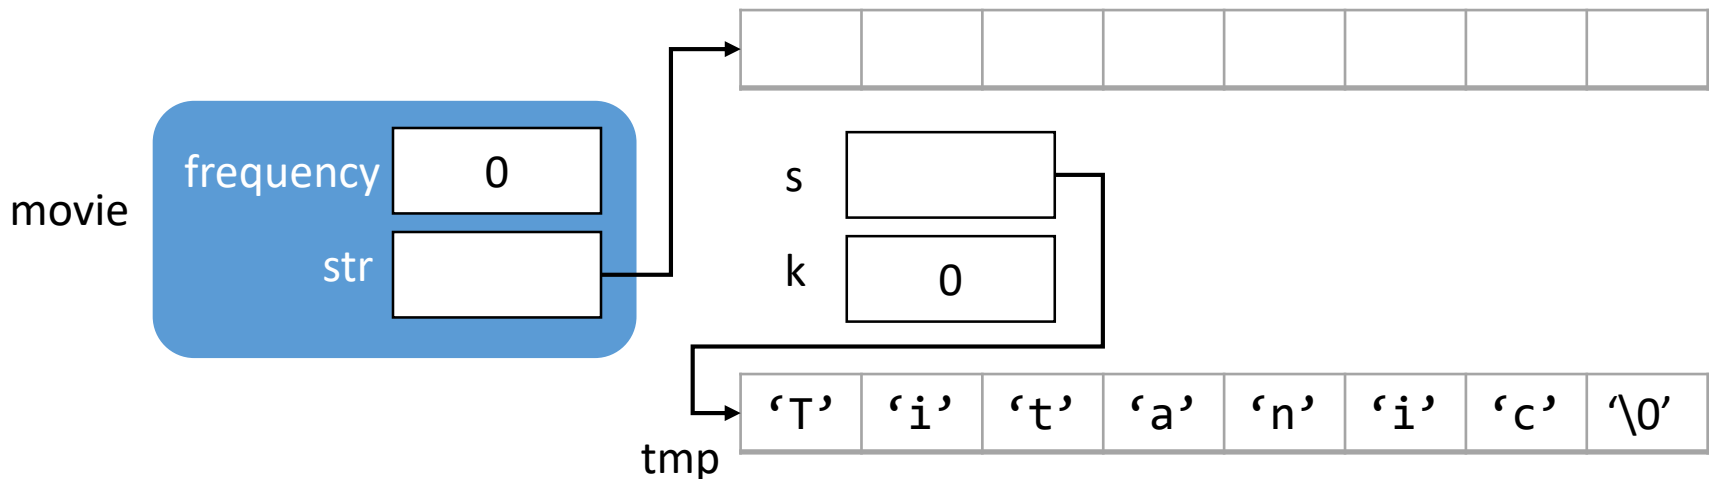 movie
frequency 0
str
s
k 0
tmp
‘T’ ‘i’ ‘t’ ‘a’ ‘n’ ‘i’ ‘c’ ‘\0’